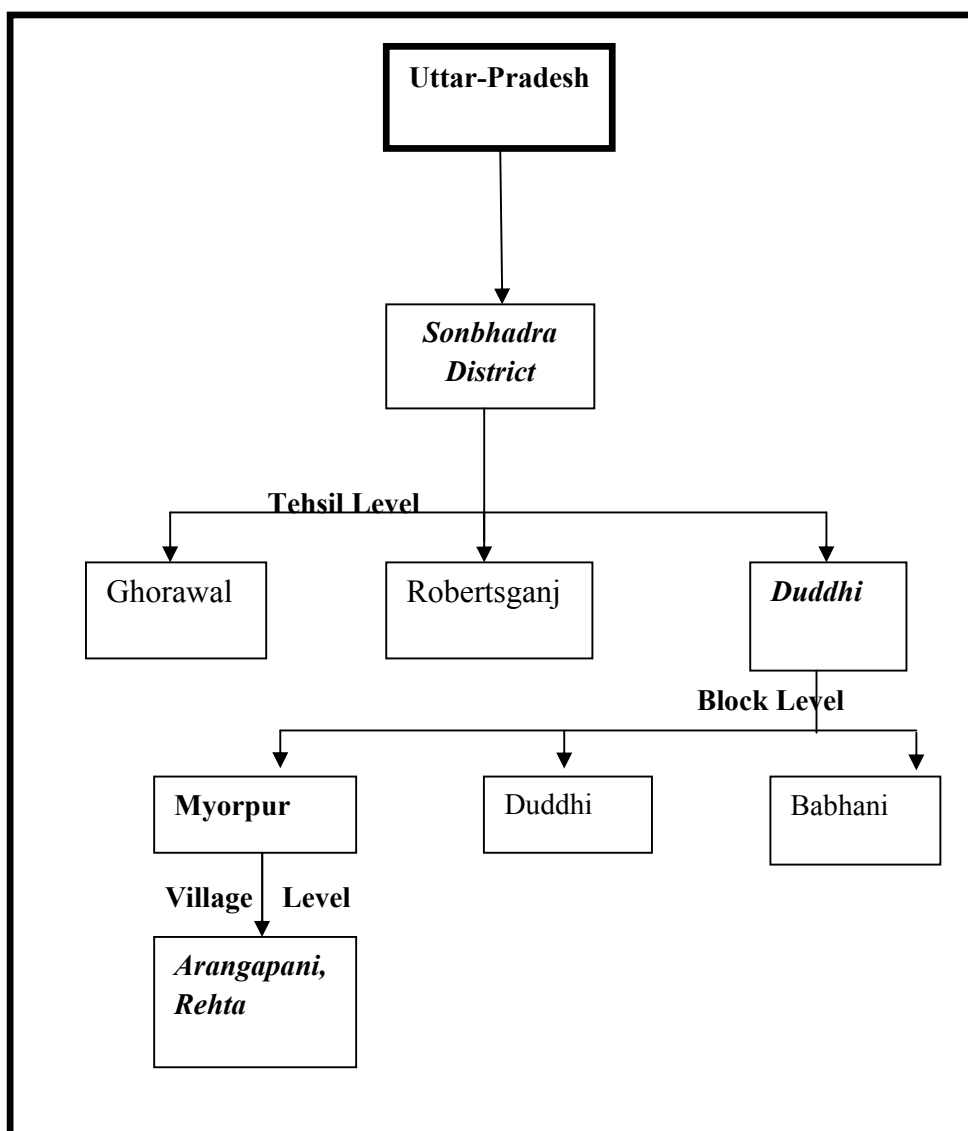 Uttar-Pradesh
Sonbhadra
District
Tehsil Level
Ghorawal
Robertsganj
Duddhi
Block Level
Myorpur
Duddhi
Babhani
Village Level
Arangapani,
Rehta